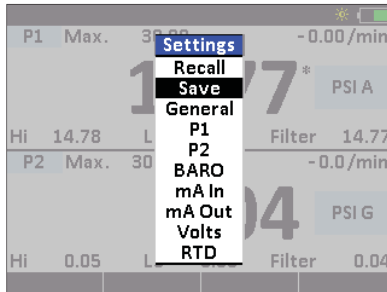 P1 Max. -0.00/min
Settings
Recall
Save
General
P1
P2
BARO
mA In
mA Out
Volts
RTD
* PSI A
Hi 14.78 Filter 14.77
P2 Max. 30 -0.0/min
PSI G
Hi 0.05 Filter 0.04